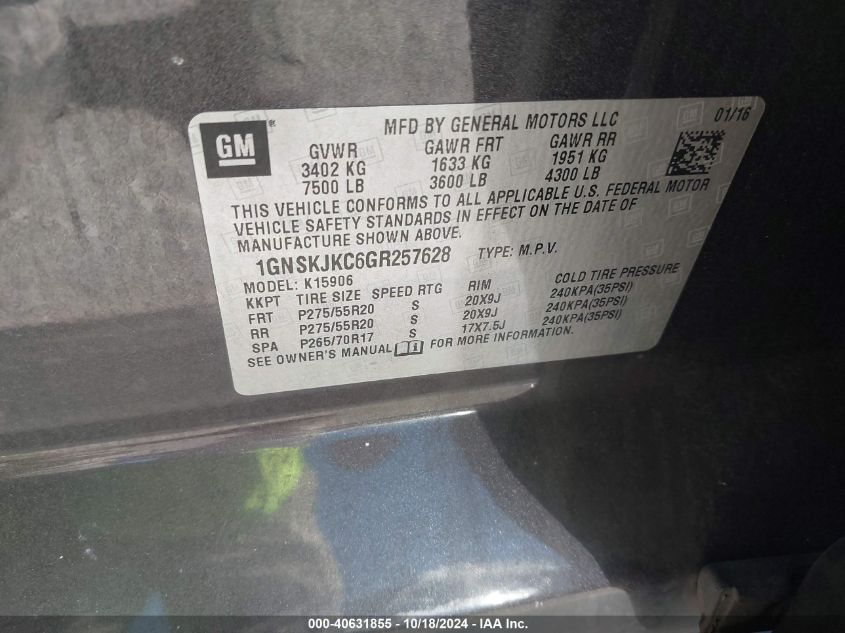 GM ®
MFD BY GENERAL MOTORS LLC 01/16
GVWR GAWR FRT GAWR RR
3402 KG 1633 KG 1951 KG
7500 LB 3600 LB 4300 LB
THIS VEHICLE CONFORMS TO ALL APPLICABLE U.S. FEDERAL MOTOR
VEHICLE SAFETY STANDARDS IN EFFECT ON THE DATE OF
MANUFACTURE SHOWN ABOVE.
1GNSKJKC6GR257628 TYPE: M.P.V.
MODEL: K15906
KKPT TIRE SIZE SPEED RTG RIM COLD TIRE PRESSURE
FRT P275/55R20 S 20X9J 240KPA(35PSI)
RR P275/55R20 S 20X9J 240KPA(35PSI)
SPA P265/70R17 S 17X7.5J 240KPA(35PSI)
SEE OWNER'S MANUAL FOR MORE INFORMATION.
000-40631855 - 10/18/2024 - IAAI Inc.